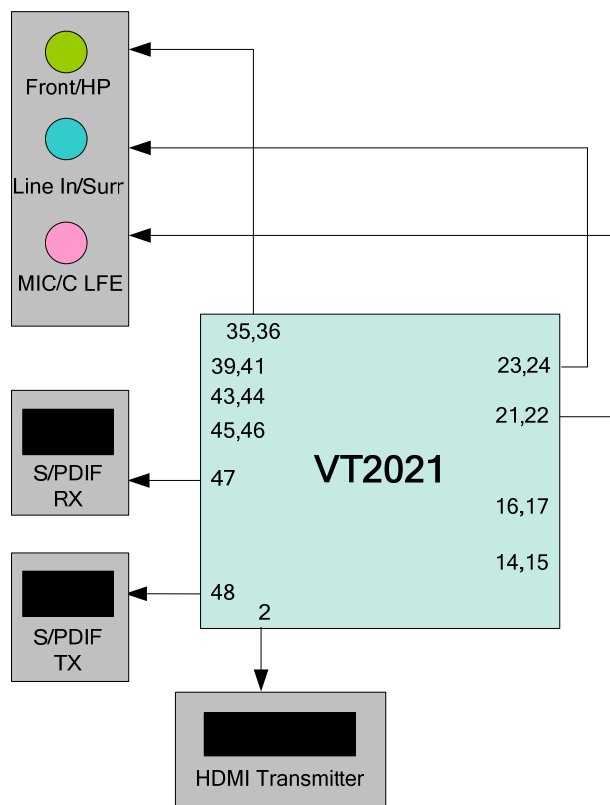 Front/HP
Line In/Surr
MIC/C LFE
35,36
39,41
43,44
45,46
47
48
2
VT2021
23,24
21,22
16,17
14,15
S/PDIF
RX
S/PDIF
TX
HDMI Transmitter